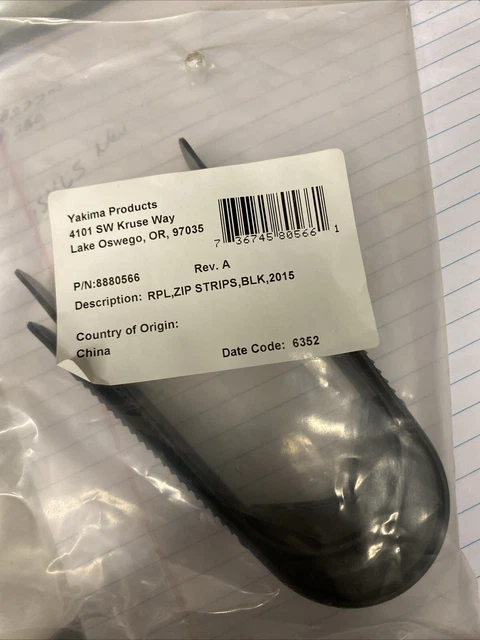 Yakima Products
4101 SW Kruse Way
Lake Oswego, OR, 97035
7 36745 80566 1
P/N:8880566 Rev. A
Description: RPL,ZIP STRIPS,BLK,2015
Country of Origin:
China
Date Code: 6352